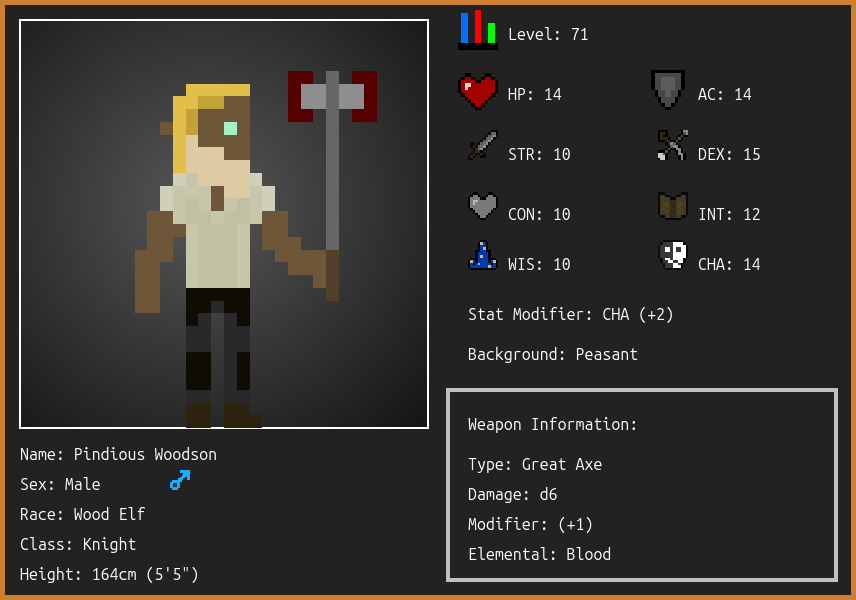 Level: 71
HP: 14
AC: 14
STR: 10
DEX: 15
CON: 10
INT: 12
WIS: 10
CHA: 14
Stat Modifier: CHA (+2)
Background: Peasant
Name: Pindious Woodson
Sex: Male
Race: Wood Elf
Class: Knight
Height: 164cm (5'5")
Weapon Information:
Type: Great Axe
Damage: d6
Modifier: (+1)
Elemental: Blood